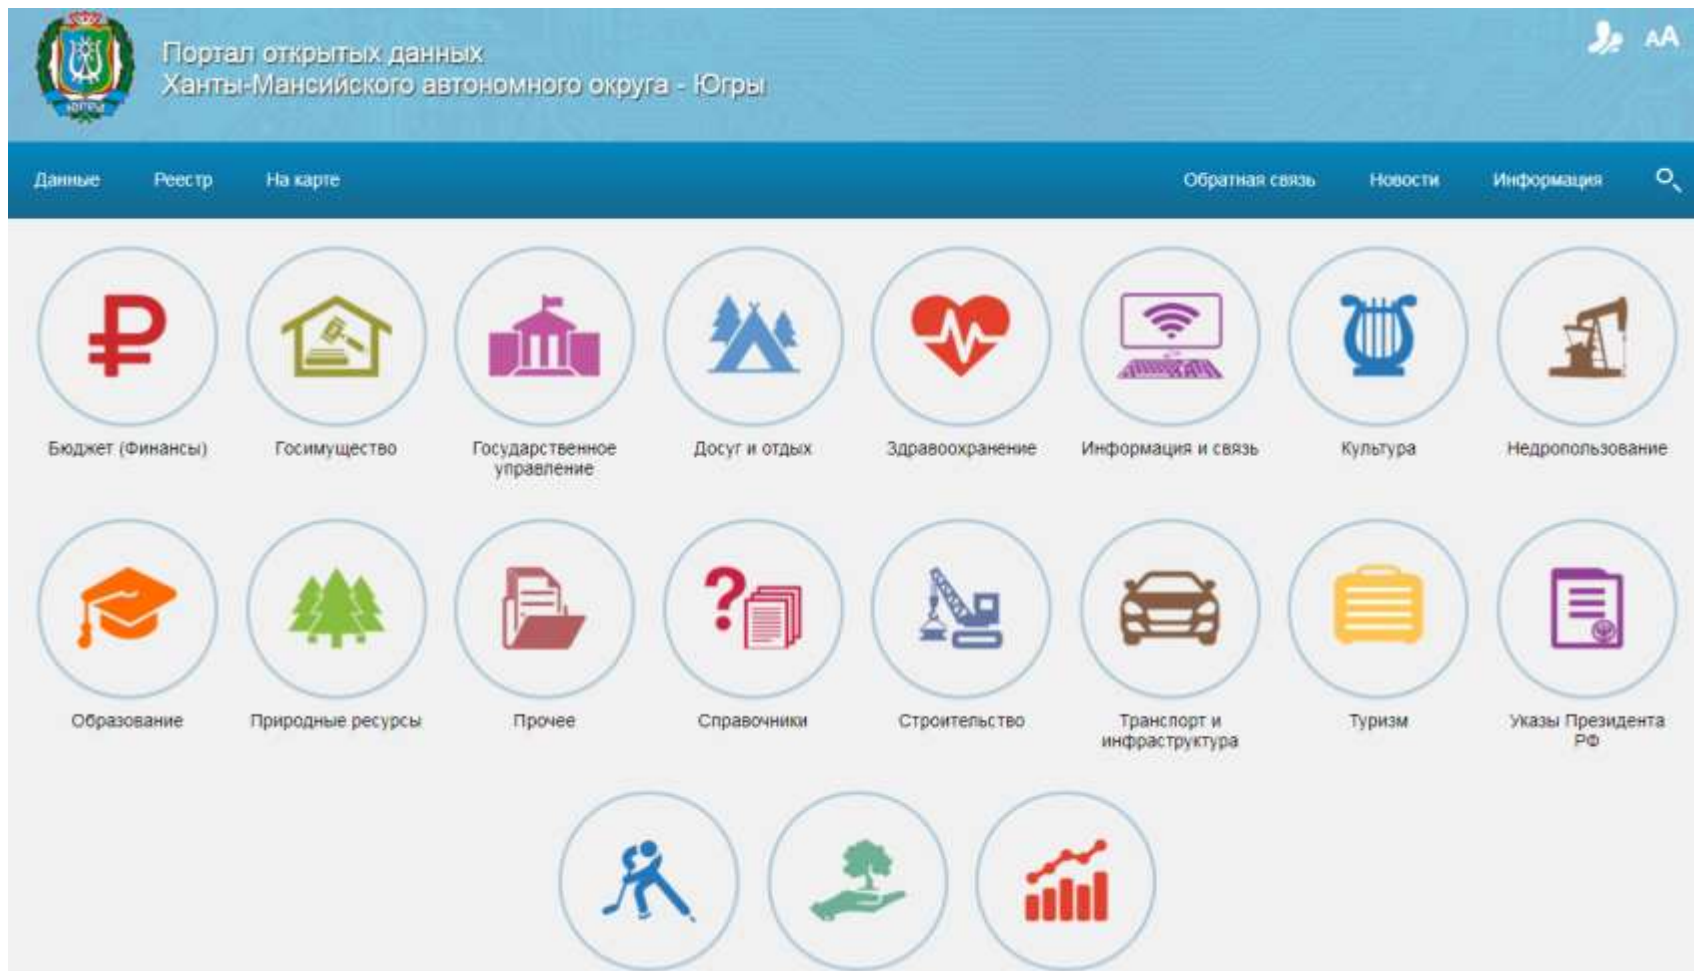 Портал открытых данных
Ханты-Мансийского автономного округа - Югры
ЮГРА
АА
Данные Реестр На карте Обратная связь Новости Информация
Бюджет (Финансы) Госимущество Государственное управление Досуг и отдых Здравоохранение Информация и связь Культура Недропользование
Образование Природные ресурсы Прочее Справочники Строительство Транспорт и инфраструктура Туризм Указы Президента РФ